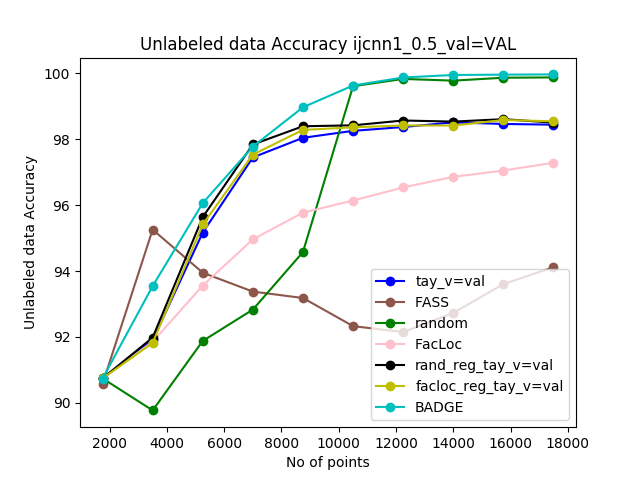 Unlabeled data Accuracy ijcnn1_0.5_val=VAL
Unlabeled data Accuracy
100
98
96
94
92
90
tay_v=val
FASS
random
FacLoc
rand_reg_tay_v=val
facloc_reg_tay_v=val
BADGE
2000 4000 6000 8000 10000 12000 14000 16000 18000
No of points